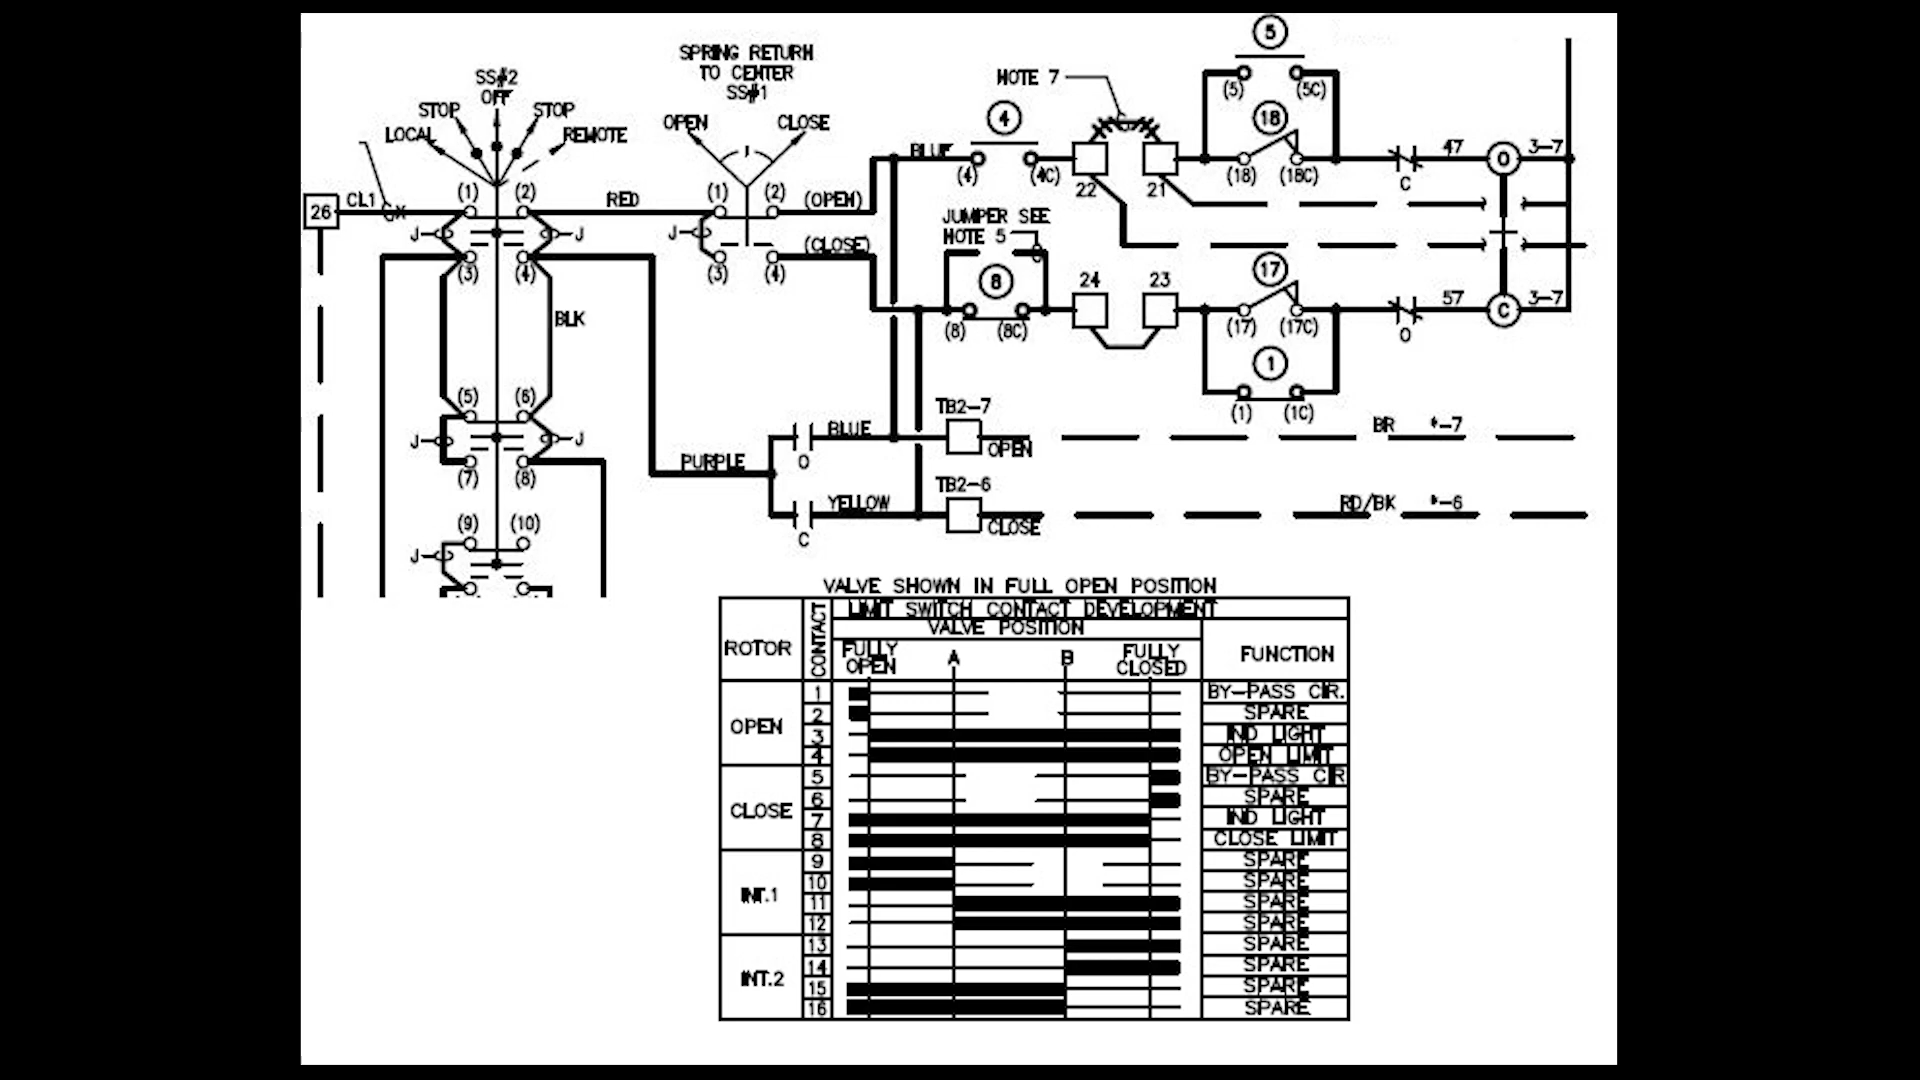 SPRING RETURN
TO CENTER
SS#1
OPEN
CLOSE
SS#2
OFF
STOP
STOP
LOCAL
REMOTE
26
CL1
(1)
(2)
RED
(1)
(2)
(OPEN)
J
J
J
(3)
(4)
(3)
(4)
(CLOSE)
BLK
(5)
(6)
J
J
(7)
(8)
(9)
(10)
J
PURPLE
BLUE
4
(4)
(4C)
NOTE 7
22
21
5
(5)
(5C)
18
(18)
(18C)
C
47
O
3-7
JUMPER SEE
NOTE 5
8
(8)
(8C)
24
23
17
(17)
(17C)
1
(1)
(1C)
O
57
C
3-7
BLUE
O
TB2-7
OPEN
BR
*-7
YELLOW
C
TB2-6
CLOSE
RD/BK
*-6
VALVE SHOWN IN FULL OPEN POSITION
ROTOR
CONTACT
LIMIT SWITCH CONTACT DEVELOPMENT
VALVE POSITION
FULLY
OPEN
A
B
FULLY
CLOSED
FUNCTION
OPEN
1 BY-PASS CIR.
2 SPARE
3 IND LIGHT
4 OPEN LIMIT
CLOSE
5 BY-PASS CIR
6 SPARE
7 IND LIGHT
8 CLOSE LIMIT
INT.1
9 SPARE
10 SPARE
11 SPARE
12 SPARE
INT.2
13 SPARE
14 SPARE
15 SPARE
16 SPARE